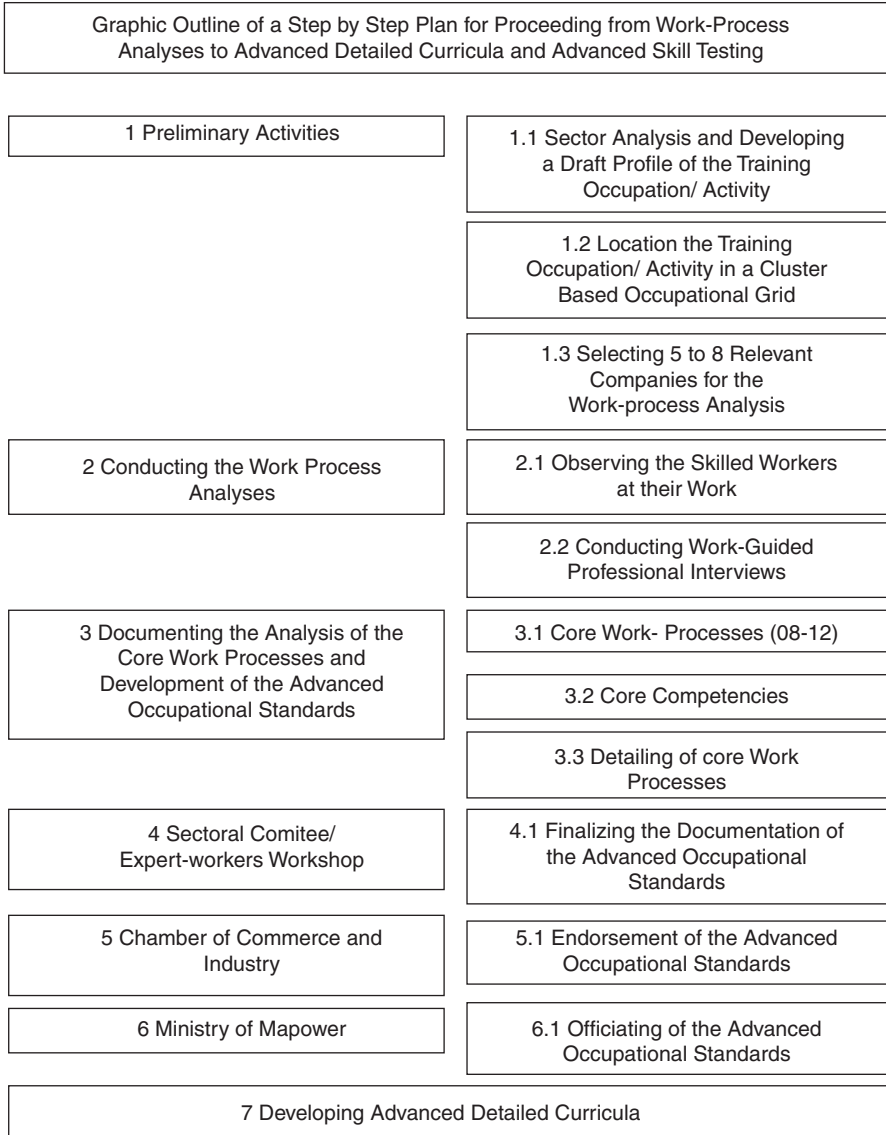 Graphic Outline of a Step by Step Plan for Proceeding from Work-Process
Analyses to Advanced Detailed Curricula and Advanced Skill Testing
1 Preliminary Activities
1.1 Sector Analysis and Developing
a Draft Profile of the Training
Occupation/ Activity
1.2 Location the Training
Occupation/ Activity in a Cluster
Based Occupational Grid
1.3 Selecting 5 to 8 Relevant
Companies for the
Work-process Analysis
2 Conducting the Work Process
Analyses
2.1 Observing the Skilled Workers
at their Work
2.2 Conducting Work-Guided
Professional Interviews
3 Documenting the Analysis of the
Core Work Processes and
Development of the Advanced
Occupational Standards
3.1 Core Work- Processes (08-12)
3.2 Core Competencies
3.3 Detailing of core Work
Processes
4 Sectoral Comitee/
Expert-workers Workshop
4.1 Finalizing the Documentation of
the Advanced Occupational
Standards
5 Chamber of Commerce and
Industry
5.1 Endorsement of the Advanced
Occupational Standards
6 Ministry of Mapower
6.1 Officiating of the Advanced
Occupational Standards
7 Developing Advanced Detailed Curricula